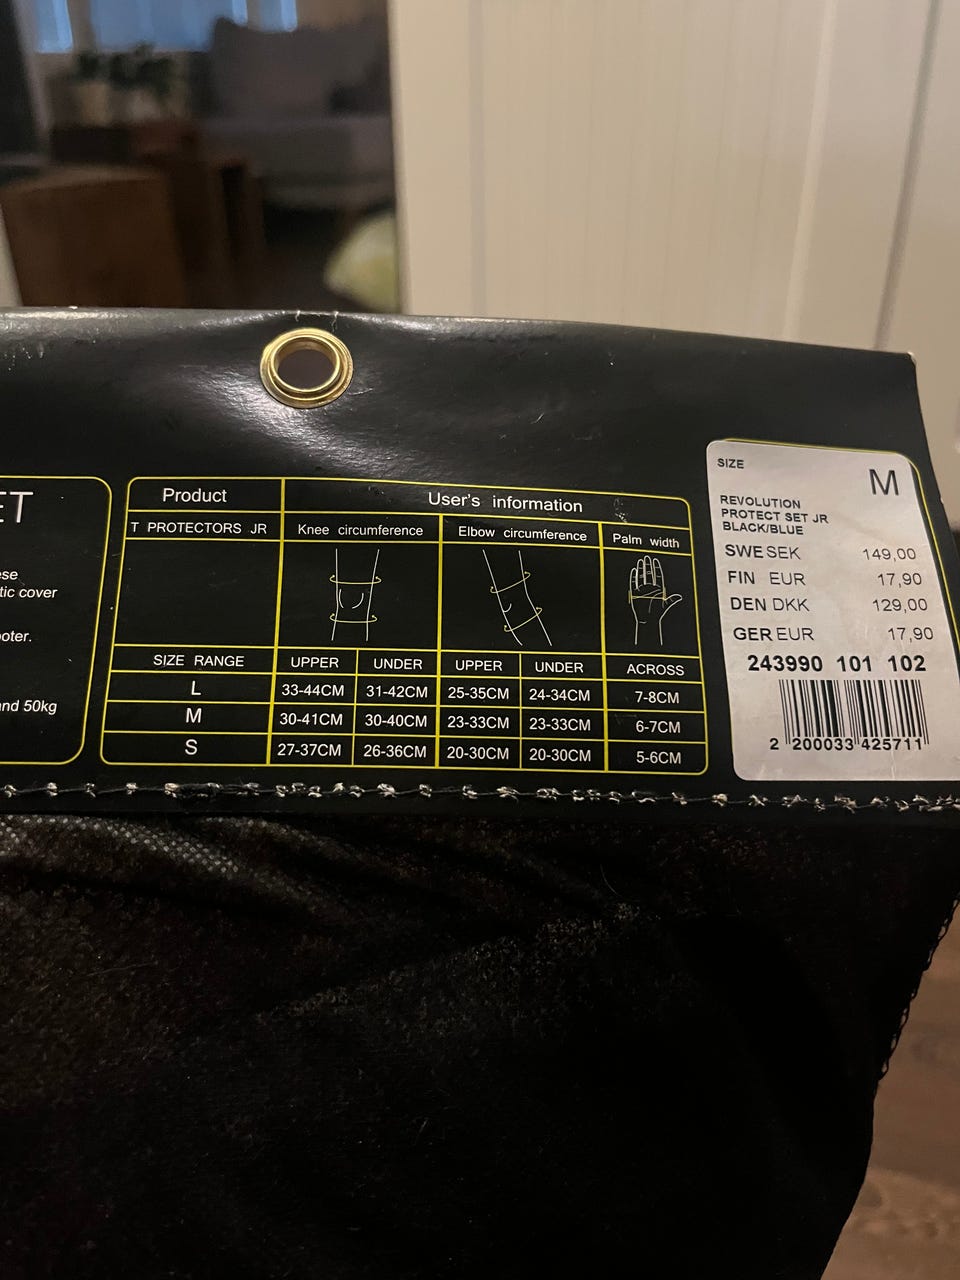 ET
ese
tic cover
oter.
and 50kg
Product User's information
T PROTECTORS JR Knee circumference Elbow circumference Palm width
SIZE RANGE UPPER UNDER UPPER UNDER ACROSS
L 33-44CM 31-42CM 25-35CM 24-34CM 7-8CM
M 30-41CM 30-40CM 23-33CM 23-33CM 6-7CM
S 27-37CM 26-36CM 20-30CM 20-30CM 5-6CM
SIZE M
REVOLUTION
PROTECT SET JR
BLACK/BLUE
SWE SEK 149,00
FIN EUR 17,90
DEN DKK 129,00
GER EUR 17,90
243990 101 102
2 200033 425711